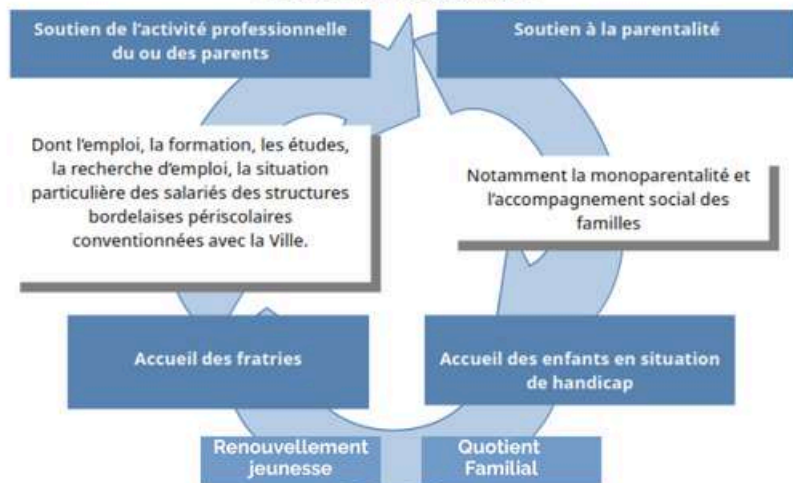 Soutien de l'activité professionnelle
du ou des parents
Soutien à la parentalité
Dont l'emploi, la formation, les études,
la recherche d'emploi, la situation
particulière des salariés des structures
bordelaises périscolaires
conventionnées avec la Ville.
Notamment la monoparentalité et
l'accompagnement social des
familles
Accueil des fratries
Accueil des enfants en situation
de handicap
Renouvellement
jeunesse
Quotient
Familial